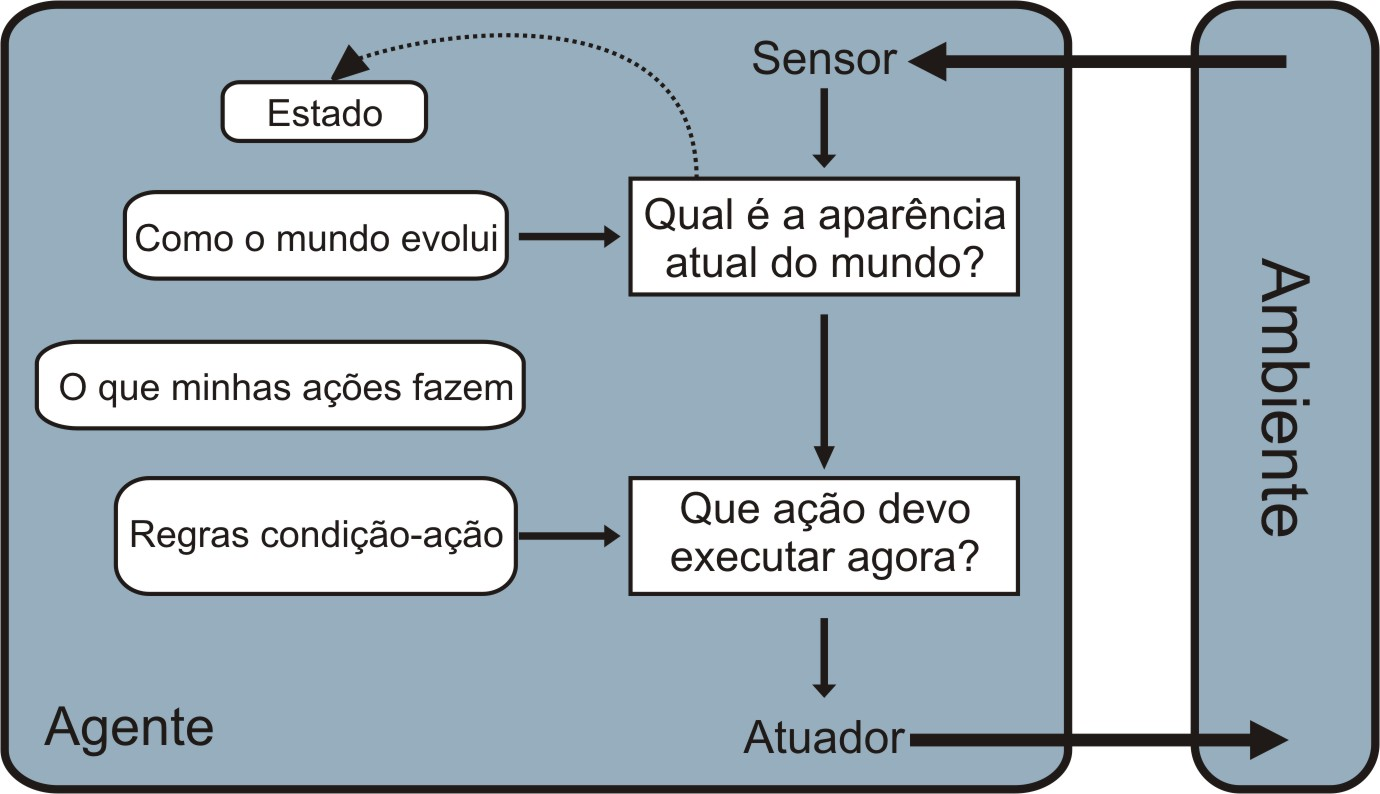 Sensor
Estado
Como o mundo evolui
Qual é a aparência
atual do mundo?
O que minhas ações fazem
Regras condição-ação
Que ação devo
executar agora?
Agente
Atuador
Ambiente